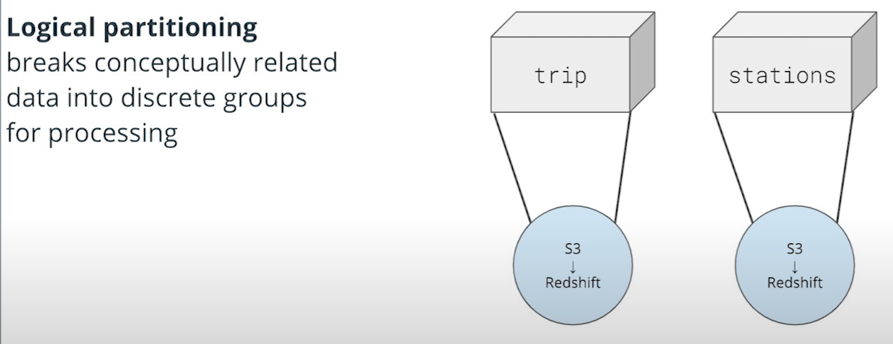 Logical partitioning
breaks conceptually related
data into discrete groups
for processing
trip
stations
S3
↓
Redshift
S3
↓
Redshift